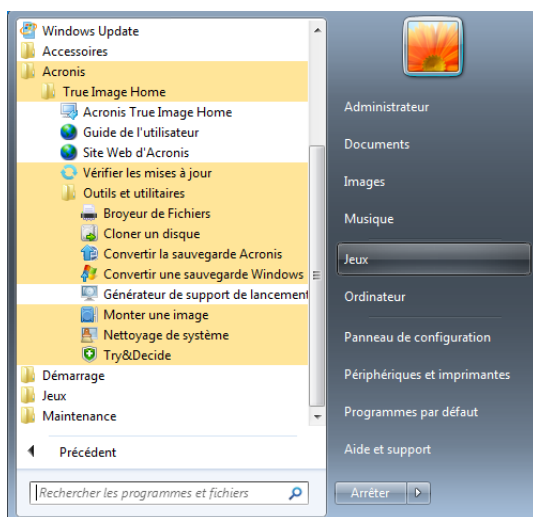 Windows Update
Accessoires
Acronis
True Image Home
Acronis True Image Home
Guide de l'utilisateur
Site Web d'Acronis
Vérifier les mises à jour
Outils et utilitaires
Broyeur de Fichiers
Cloner un disque
Convertir la sauvegarde Acronis
Convertir une sauvegarde Windows
Générateur de support de lancement
Monter une image
Nettoyage de système
Try&Decide
Démarrage
Jeux
Maintenance
Précédent
Rechercher les programmes et fichiers
Administrateur
Documents
Images
Musique
Jeux
Ordinateur
Panneau de configuration
Périphériques et imprimantes
Programmes par défaut
Aide et support
Arrêter